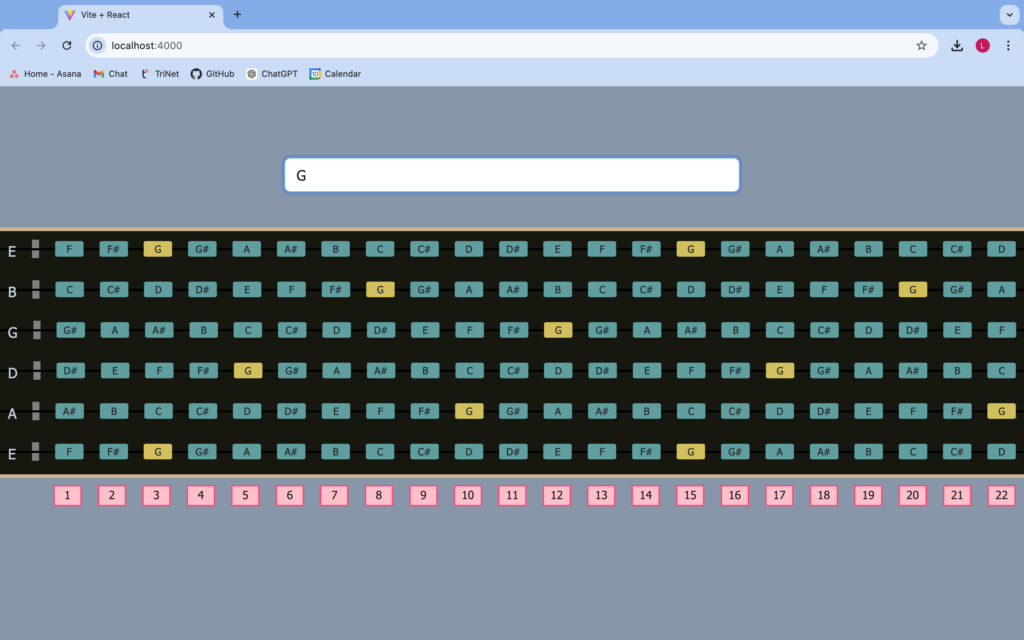 Vite + React
localhost:4000
L
Home - Asana Chat TriNet GitHub ChatGPT Calendar
G
E F F# G G# A A# B C C# D D# E F F# G G# A A# B C C# D
B C C# D D# E F F# G G# A A# B C C# D D# E F F# G G# A
G G# A A# B C C# D D# E F F# G G# A A# B C C# D D# E F
D D# E F F# G G# A A# B C C# D D# E F F# G G# A A# B C
A A# B C C# D D# E F F# G G# A A# B C C# D D# E F F# G
E F F# G G# A A# B C C# D D# E F F# G G# A A# B C C# D
1 2 3 4 5 6 7 8 9 10 11 12 13 14 15 16 17 18 19 20 21 22